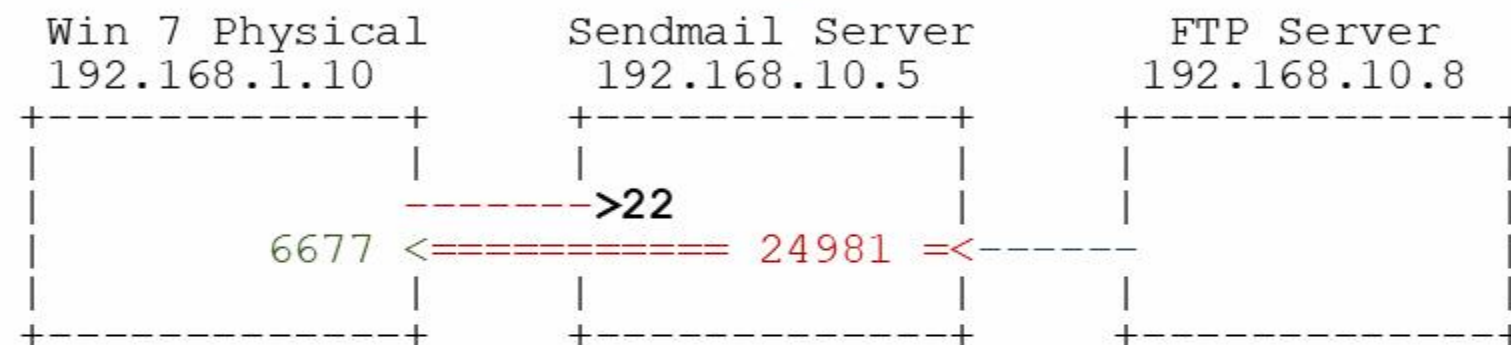 Win 7 Physical Sendmail Server FTP Server
192.168.1.10 192.168.10.5 192.168.10.8
+--------------+ +--------------+ +--------------+
| | | | | |
| -------->22 | | |
| 6677 <=========== 24981 =<------ |
| | | | | |
+--------------+ +--------------+ +--------------+